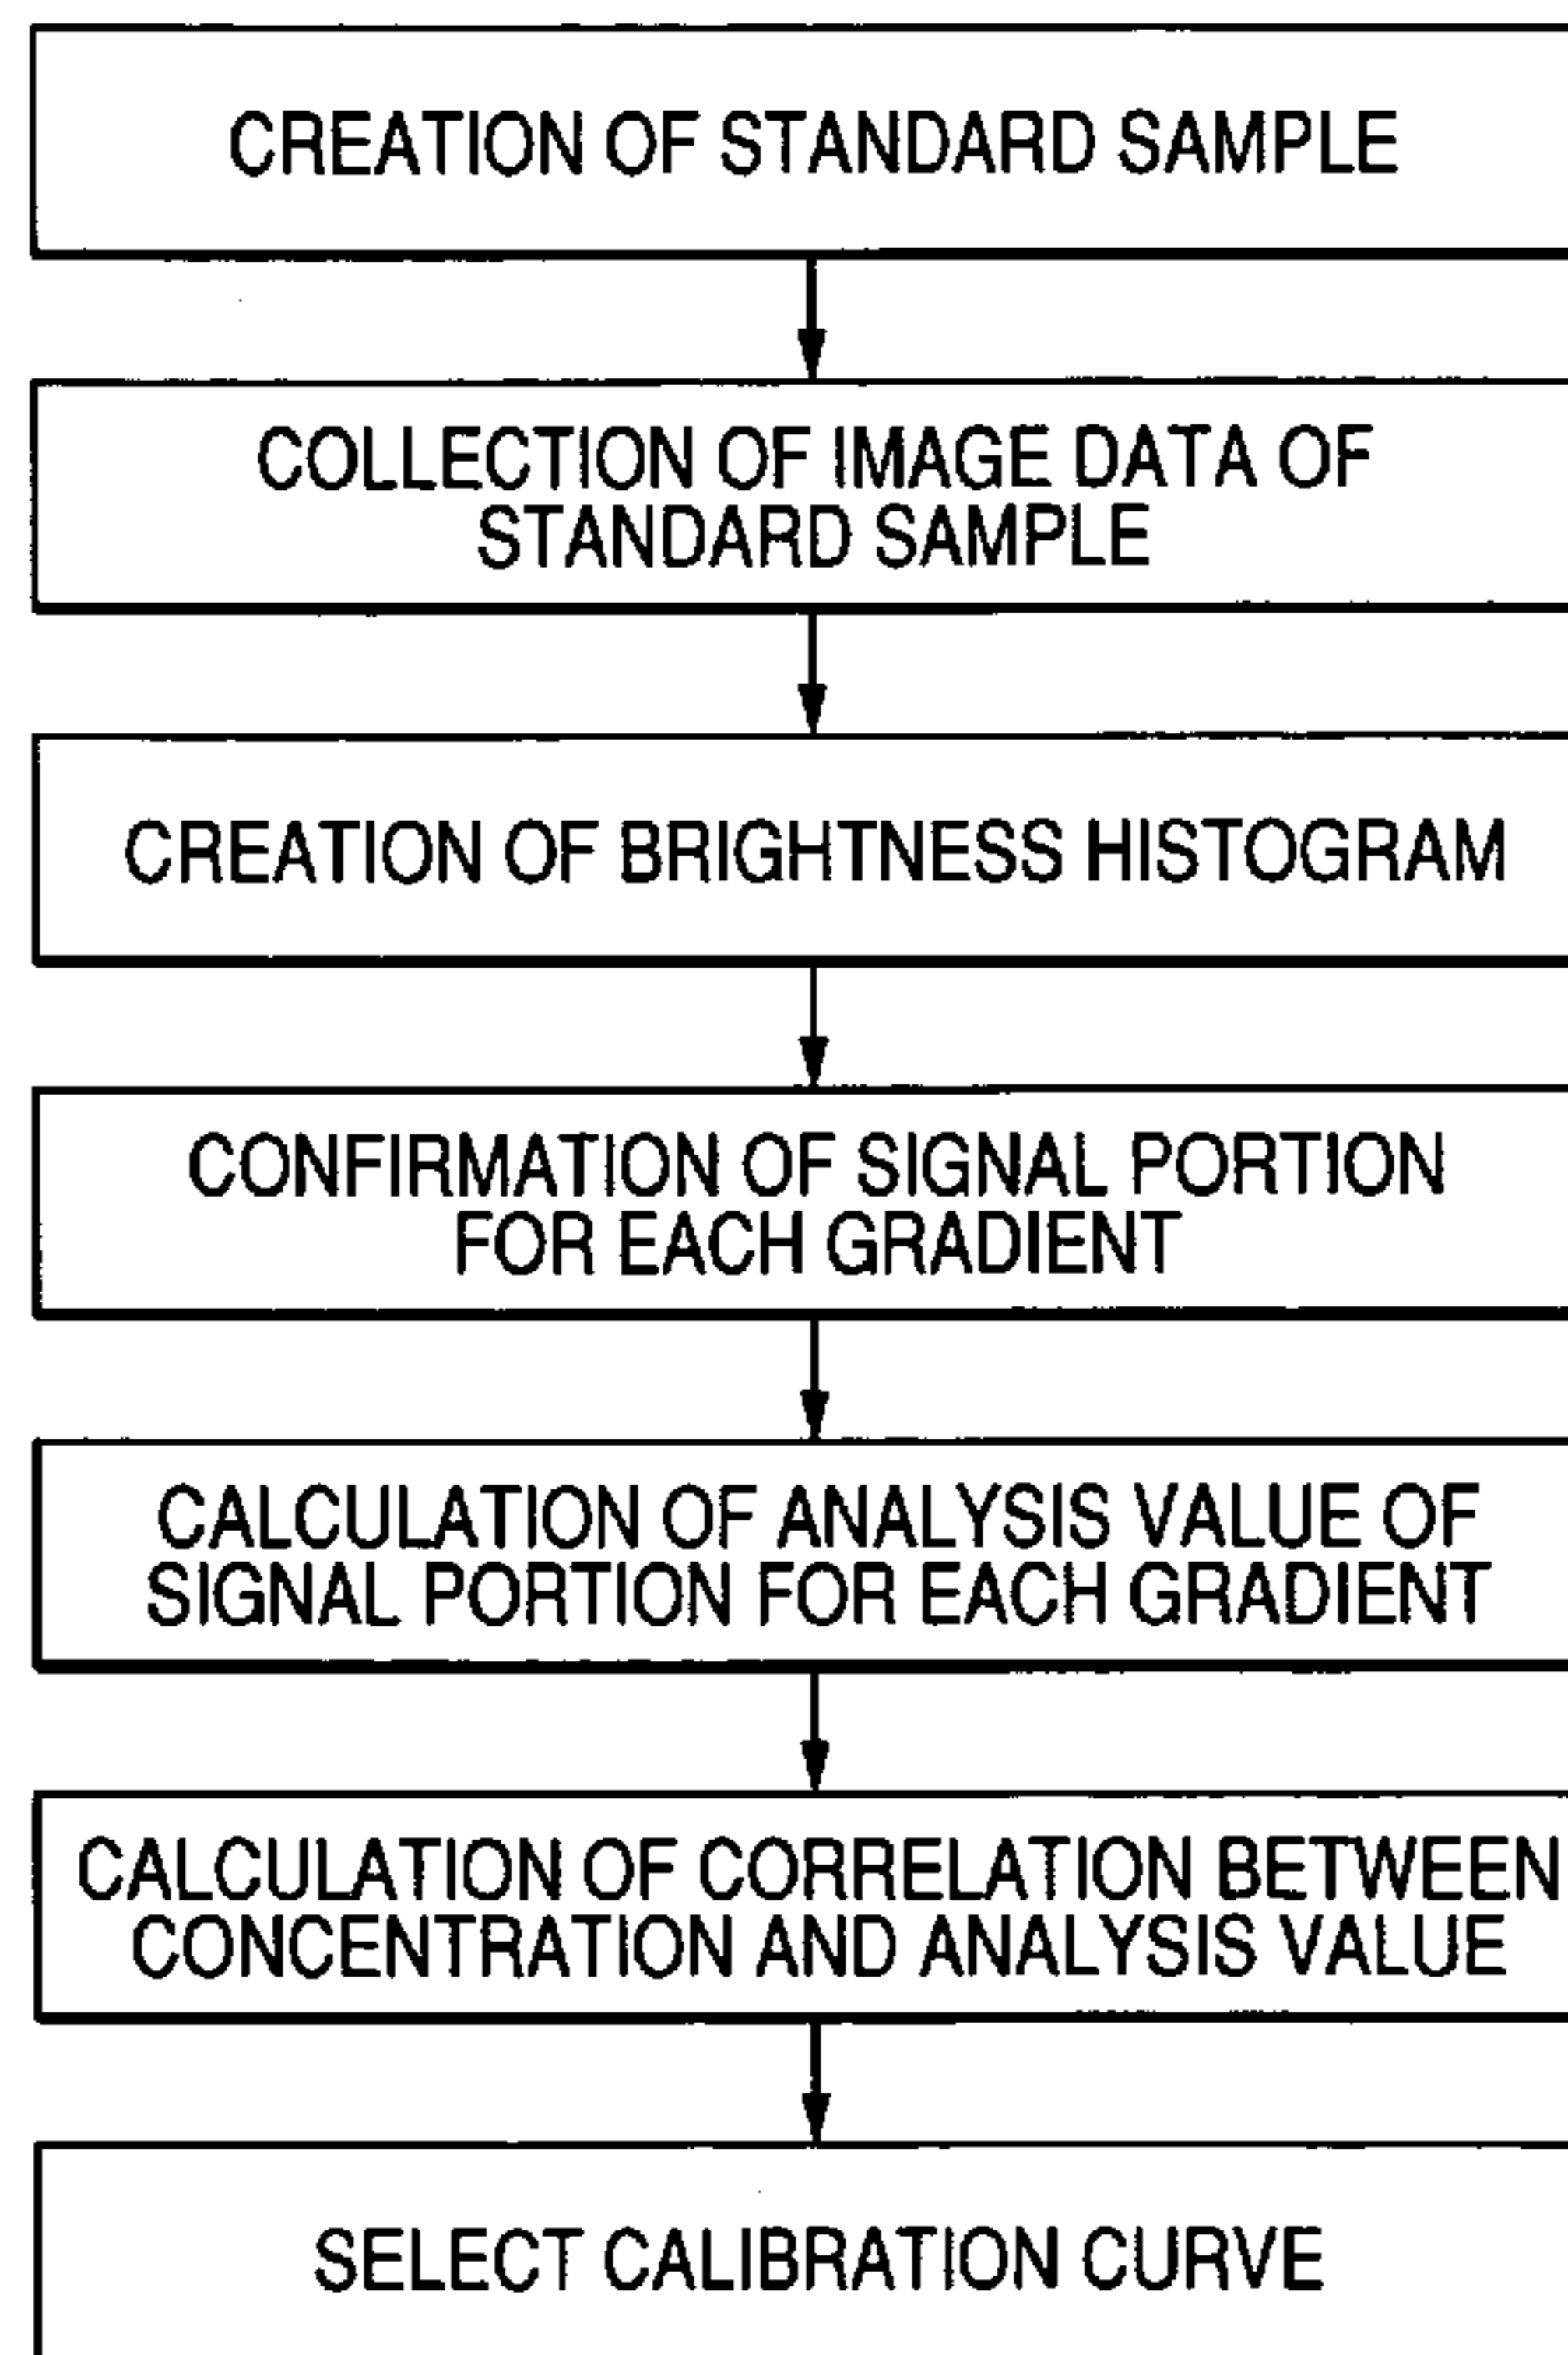 CREATION OF STANDARD SAMPLE
COLLECTION OF IMAGE DATA OF
STANDARD SAMPLE
CREATION OF BRIGHTNESS HISTOGRAM
CONFIRMATION OF SIGNAL PORTION
FOR EACH GRADIENT
CALCULATION OF ANALYSIS VALUE OF
SIGNAL PORTION FOR EACH GRADIENT
CALCULATION OF CORRELATION BETWEEN
CONCENTRATION AND ANALYSIS VALUE
SELECT CALIBRATION CURVE